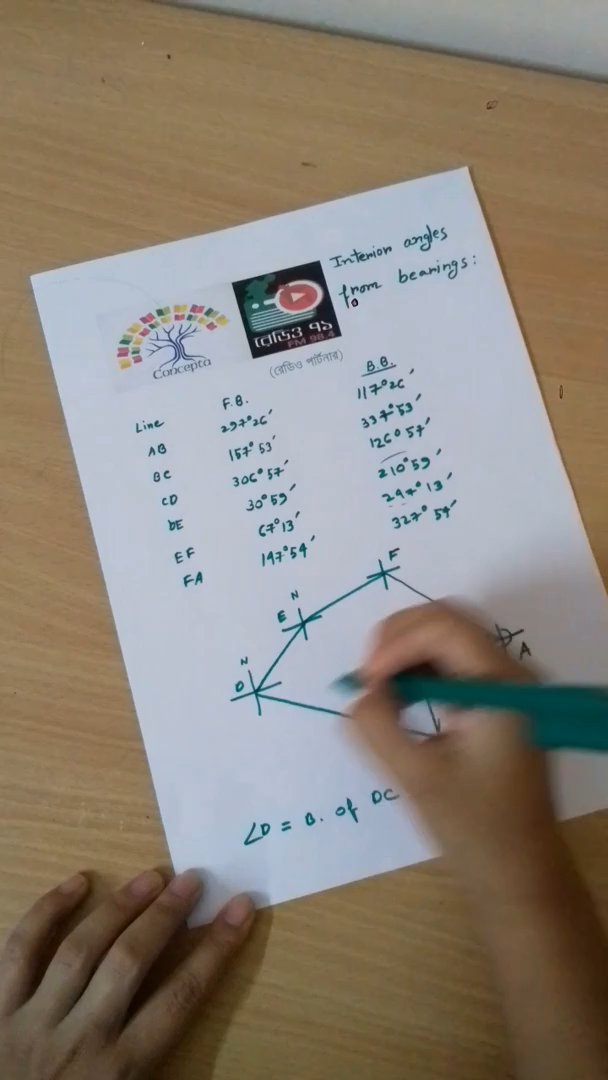 Interior angles
from bearings:
Concepta
রেডিও ৭১
FM 98.4
(রেডিও পার্টনার)
Line F.B. B.B.
AB 297°26′ 117°26′
BC 157°53′ 337°53′
CD 306°57′ 126°57′
DE 30°59′ 210°59′
EF 67°13′ 247°13′
FA 147°54′ 327°54′
F
N
E
A
N
D
∠D = B. of DC